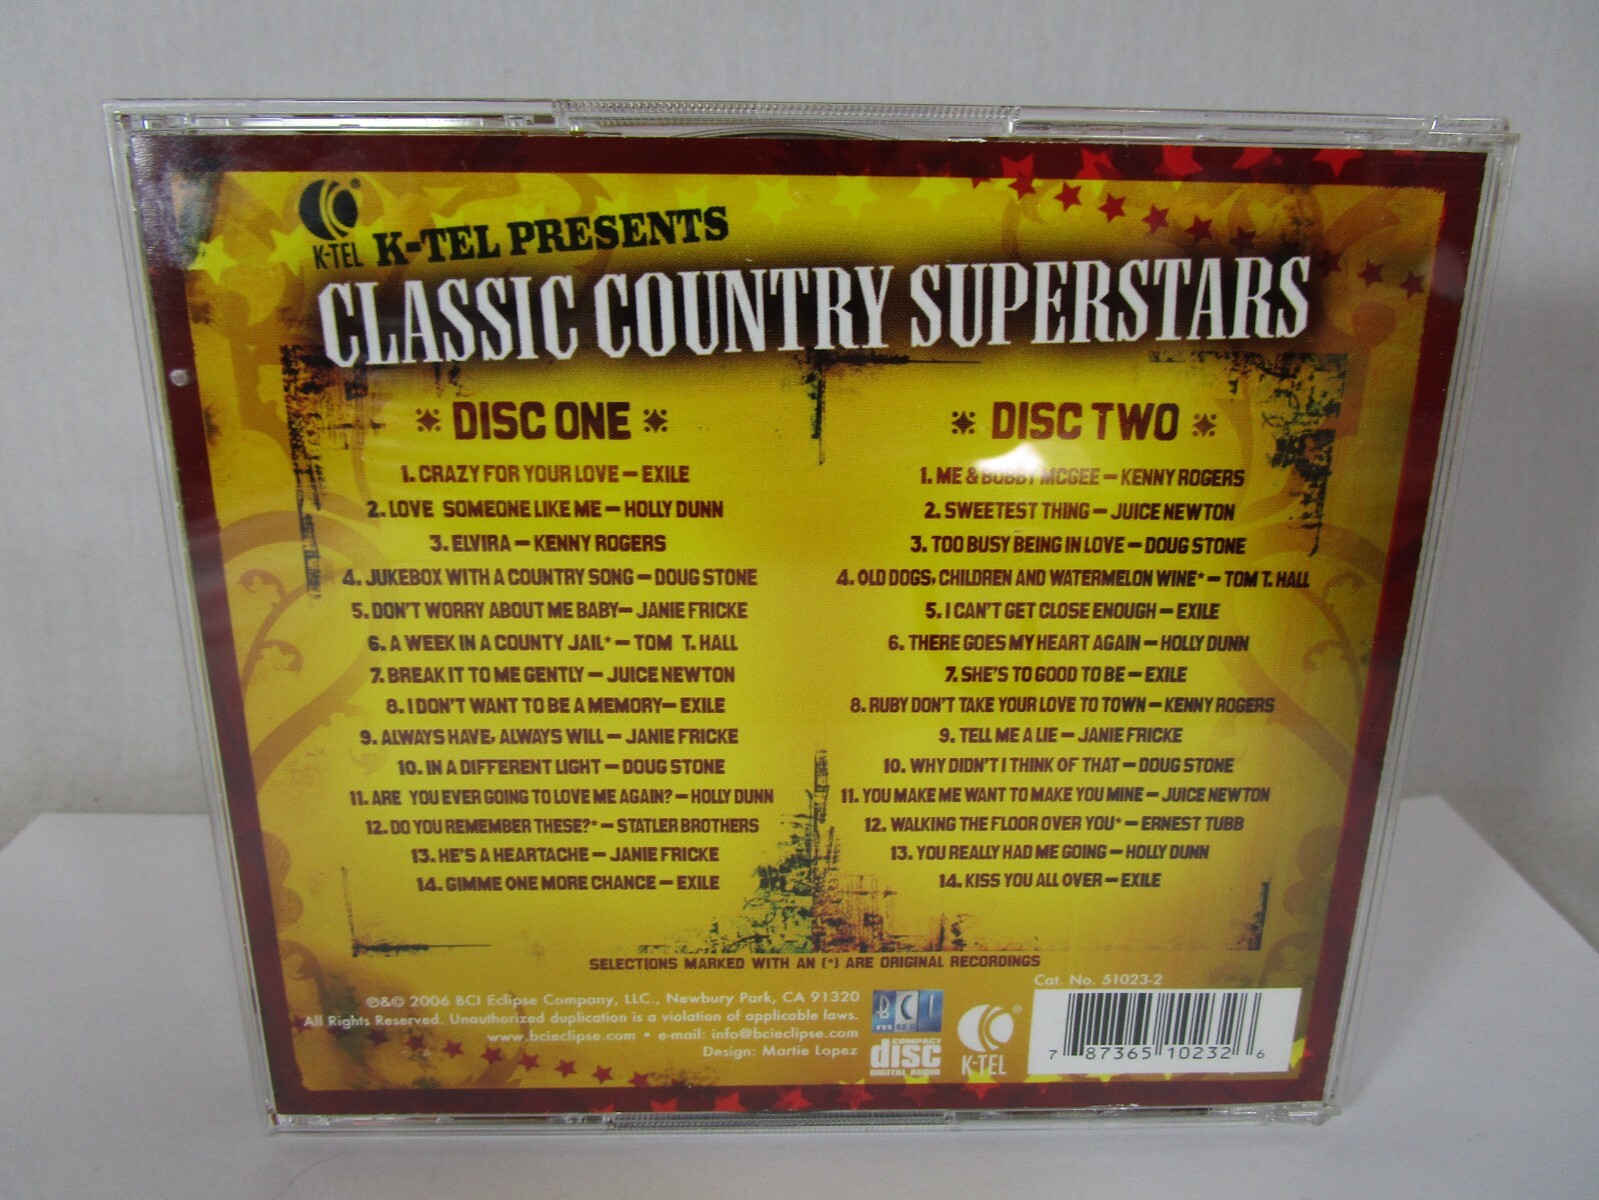 K-TEL
K-TEL PRESENTS
CLASSIC COUNTRY SUPERSTARS
DISC ONE
1. CRAZY FOR YOUR LOVE – EXILE
2. LOVE SOMEONE LIKE ME – HOLLY DUNN
3. ELVIRA – KENNY ROGERS
4. JUKEBOX WITH A COUNTRY SONG – DOUG STONE
5. DON'T WORRY ABOUT ME BABY– JANIE FRICKE
6. A WEEK IN A COUNTY JAIL* – TOM T. HALL
7. BREAK IT TO ME GENTLY – JUICE NEWTON
8. I DON'T WANT TO BE A MEMORY– EXILE
9. ALWAYS HAVE, ALWAYS WILL – JANIE FRICKE
10. IN A DIFFERENT LIGHT – DOUG STONE
11. ARE YOU EVER GOING TO LOVE ME AGAIN? – HOLLY DUNN
12. DO YOU REMEMBER THESE?* – STATLER BROTHERS
13. HE'S A HEARTACHE – JANIE FRICKE
14. GIMME ONE MORE CHANCE – EXILE
DISC TWO
1. ME & BOBBY MCGEE – KENNY ROGERS
2. SWEETEST THING – JUICE NEWTON
3. TOO BUSY BEING IN LOVE – DOUG STONE
4. OLD DOGS, CHILDREN AND WATERMELON WINE* – TOM T. HALL
5. I CAN'T GET CLOSE ENOUGH – EXILE
6. THERE GOES MY HEART AGAIN – HOLLY DUNN
7. SHE'S TO GOOD TO BE – EXILE
8. RUBY DON'T TAKE YOUR LOVE TO TOWN – KENNY ROGERS
9. TELL ME A LIE – JANIE FRICKE
10. WHY DIDN'T I THINK OF THAT – DOUG STONE
11. YOU MAKE ME WANT TO MAKE YOU MINE – JUICE NEWTON
12. WALKING THE FLOOR OVER YOU* – ERNEST TUBB
13. YOU REALLY HAD ME GOING – HOLLY DUNN
14. KISS YOU ALL OVER – EXILE
SELECTIONS MARKED WITH AN (*) ARE ORIGINAL RECORDINGS
℗&© 2006 BCI Eclipse Company, LLC., Newbury Park, CA 91320
All Rights Reserved. Unauthorized duplication is a violation of applicable laws.
www.bcieclipse.com • e-mail: info@bcieclipse.com
Design: Martie Lopez
BCI
COMPACT
disc
DIGITAL AUDIO
K-TEL
Cat. No. 51023-2
7 87365 10232 6